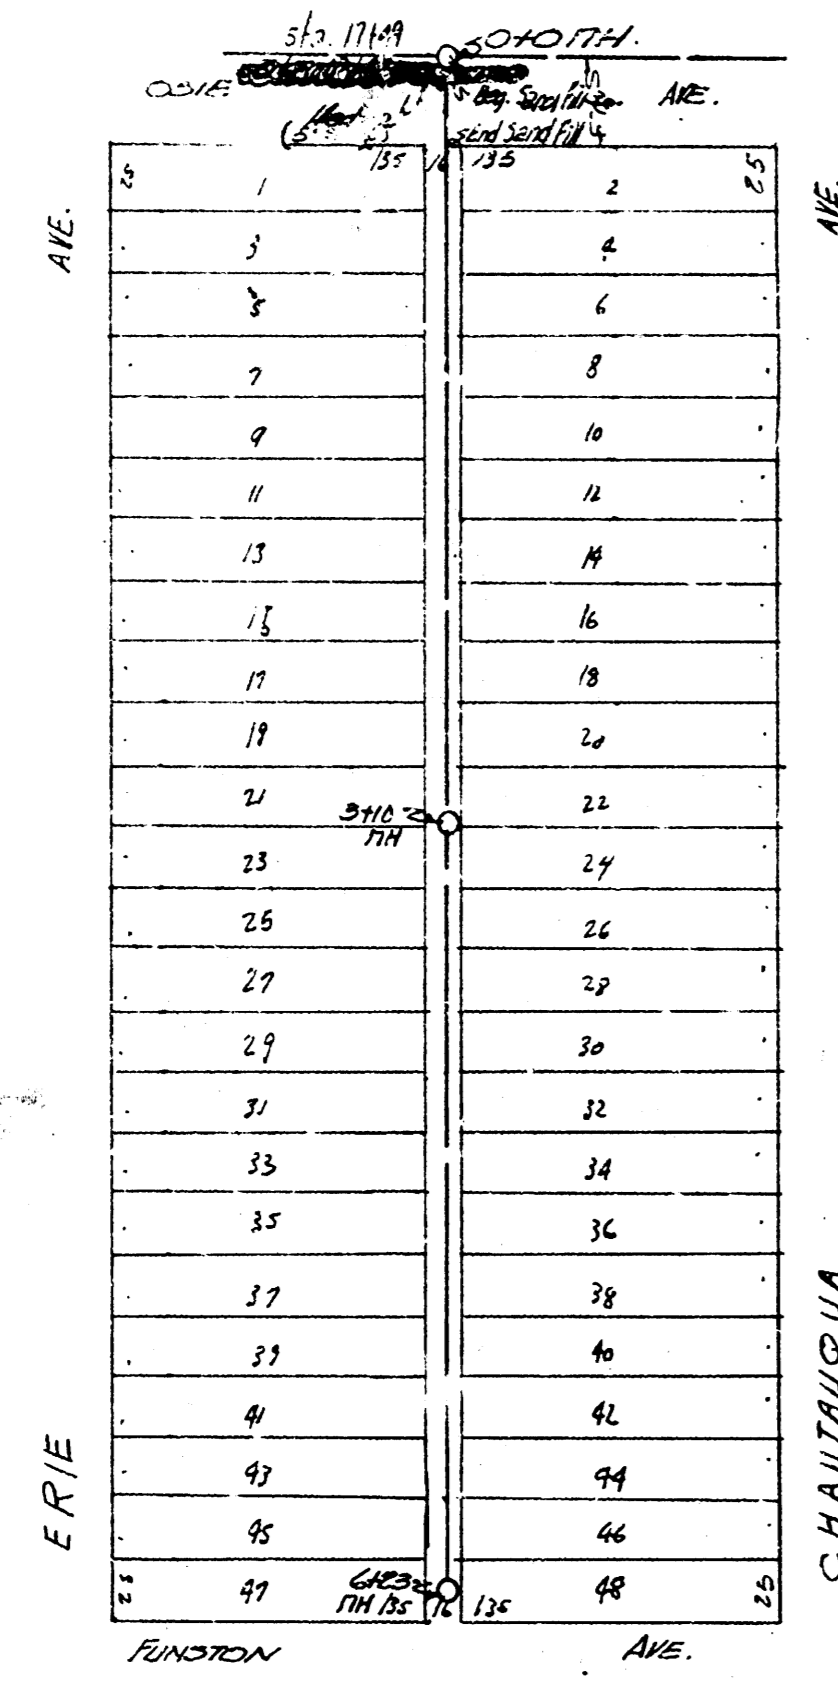 Sta. 17+49 0+0 MH.
OSIE AVE.
Beg. Sand Fill
End Sand Fill
135 16 135
25 1 2 25
AVE. AVE.
3 4
5 6
7 8
9 10
11 12
13 14
15 16
17 18
19 20
21 22
3+10
MH
23 24
25 26
27 28
29 30
31 32
33 34
35 36
37 38
39 40
41 42
43 44
45 46
ERIE CHAUTAUQUA
25 47 48 25
6+23
MH 135 16 135
FUNSTON AVE.